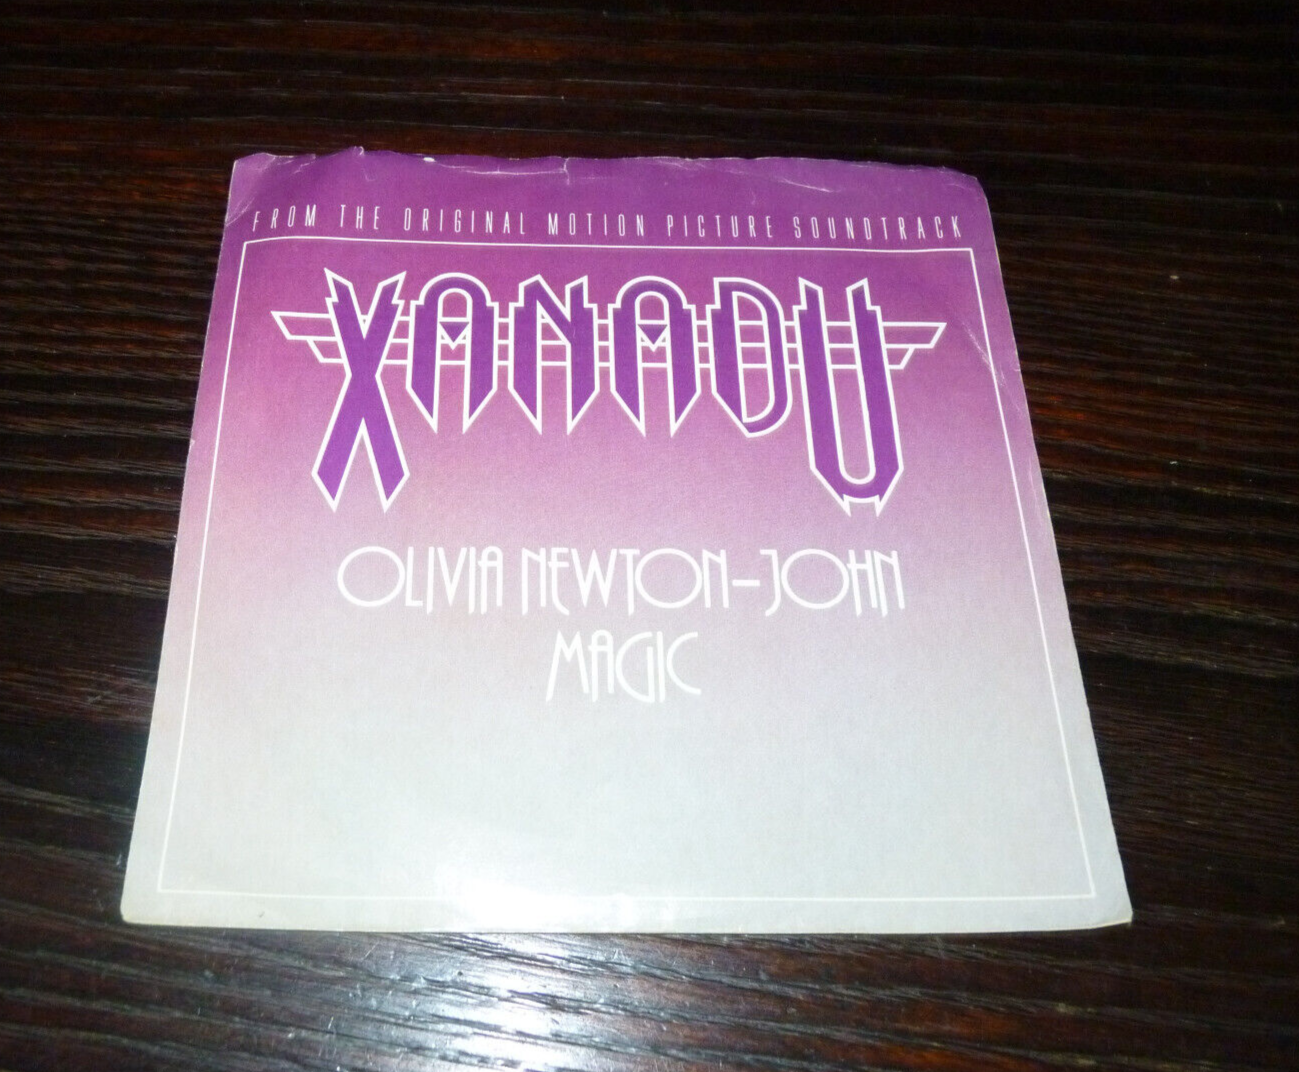 FROM THE ORIGINAL MOTION PICTURE SOUNDTRACK
XANADU
OLIVIA NEWTON-JOHN
MAGIC